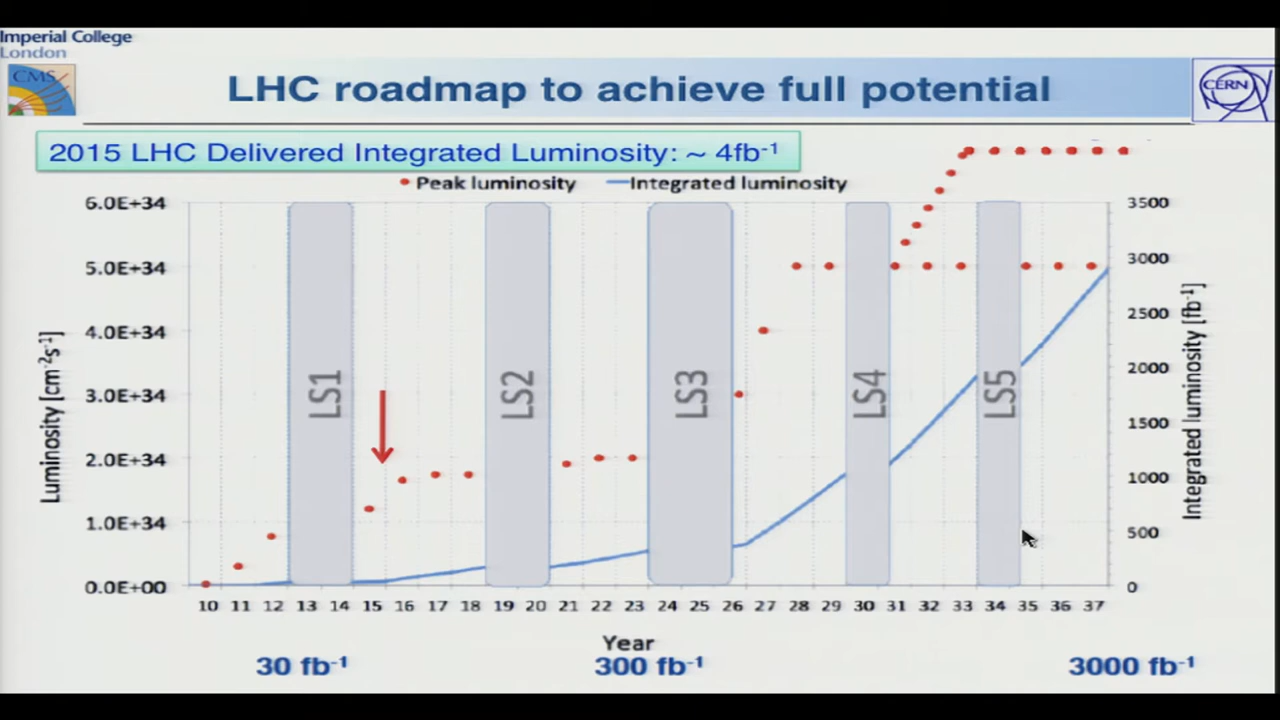 Imperial College
London
CMS
LHC roadmap to achieve full potential
CERN
2015 LHC Delivered Integrated Luminosity: ~ 4fb⁻¹
Peak luminosity
Integrated luminosity
6.0E+34
5.0E+34
4.0E+34
3.0E+34
2.0E+34
1.0E+34
0.0E+00
Luminosity [cm⁻²s⁻¹]
LS1
LS2
LS3
LS4
LS5
3500
3000
2500
2000
1500
1000
500
0
Integrated luminosity [fb⁻¹]
10 11 12 13 14 15 16 17 18 19 20 21 22 23 24 25 26 27 28 29 30 31 32 33 34 35 36 37
Year
30 fb⁻¹ 300 fb⁻¹ 3000 fb⁻¹